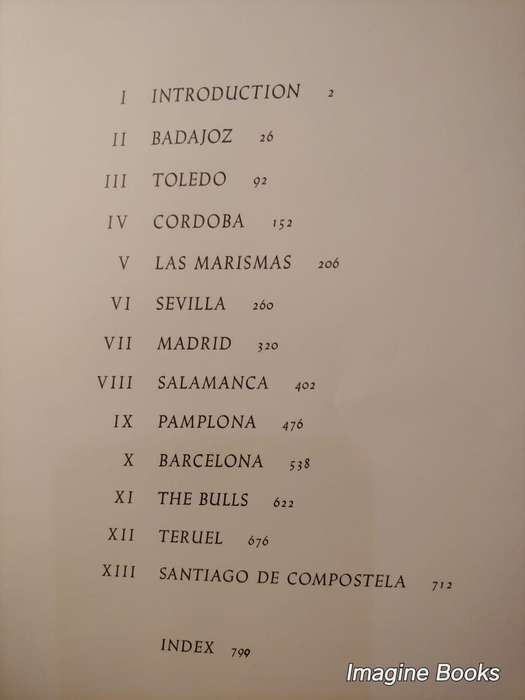 I INTRODUCTION 2
II BADAJOZ 26
III TOLEDO 92
IV CORDOBA 152
V LAS MARISMAS 206
VI SEVILLA 260
VII MADRID 320
VIII SALAMANCA 402
IX PAMPLONA 476
X BARCELONA 538
XI THE BULLS 622
XII TERUEL 676
XIII SANTIAGO DE COMPOSTELA 712
INDEX 799
Imagine Books